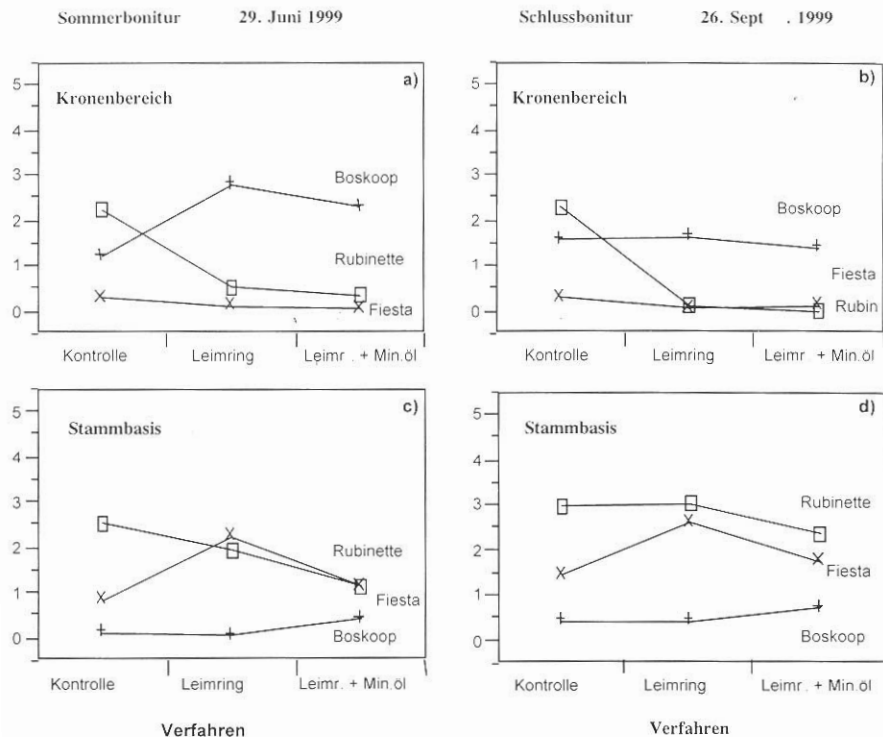 Sommerbonitur 29. Juni 1999
Schlussbonitur 26. Sept . 1999
a)
Kronenbereich
5
4
3
2
1
0
Boskoop
Rubinette
Fiesta
Kontrolle Leimring Leimr . + Min.öl
b)
Kronenbereich
5
4
3
2
1
0
Boskoop
Fiesta
Rubin
Kontrolle Leimring Leimr . + Min.öl
c)
Stammbasis
5
4
3
2
1
0
Rubinette
Fiesta
Boskoop
Kontrolle Leimring Leimr. + Min.öl
Verfahren
d)
Stammbasis
5
4
3
2
1
0
Rubinette
Fiesta
Boskoop
Kontrolle Leimring Leimr. + Min.öl
Verfahren